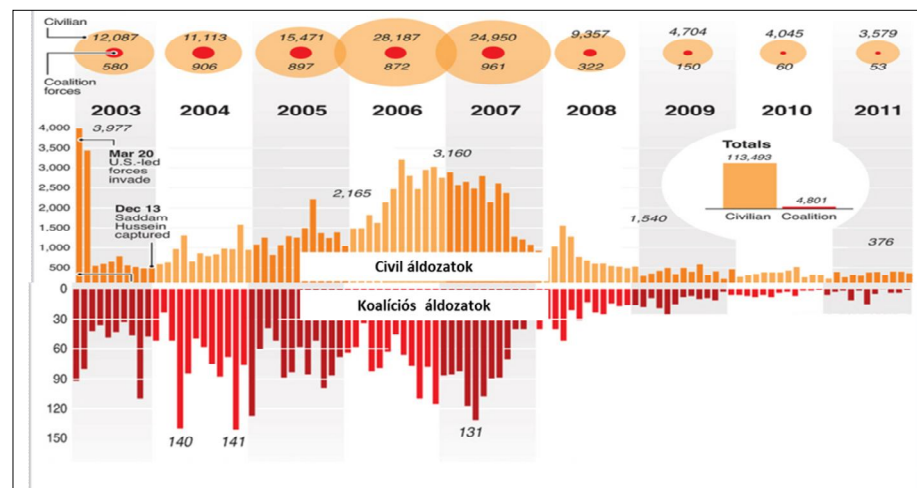 Civilian
12,087 11,113 15,471 28,187 24,950 9,357 4,704 4,045 3,579
580 906 897 872 961 322 150 60 53
Coalition
forces
2003 2004 2005 2006 2007 2008 2009 2010 2011
4,000
3,500
3,000
2,500
2,000
1,500
1,000
500
3,977
Mar 20
U.S.-led
forces
invade
Dec 13
Saddam
Hussein
captured
2,165
3,160
1,540
376
Totals
113,493
4,801
Civilian Coalition
Civil áldozatok
Koalíciós áldozatok
0
30
60
90
120
150
140
141
131